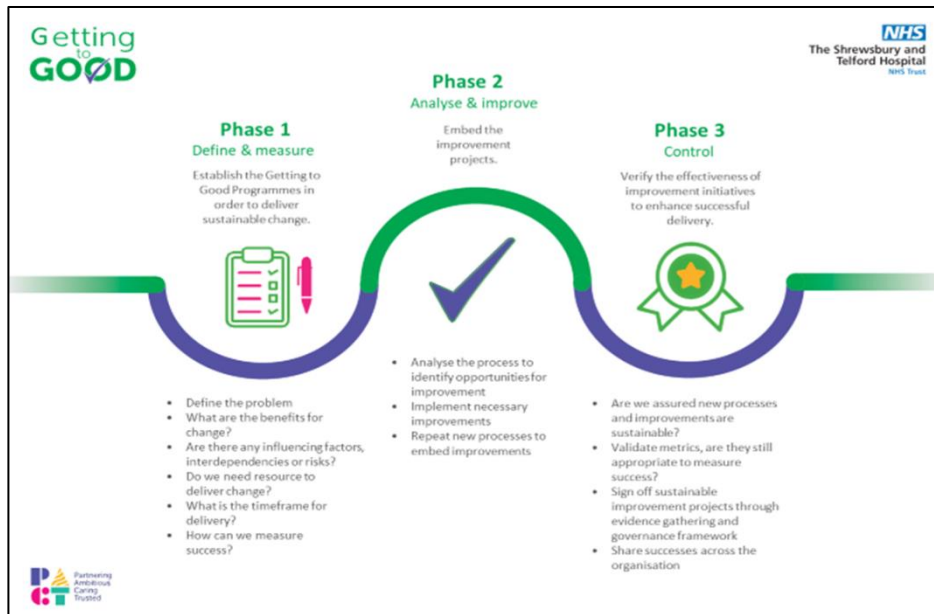 Getting
to
GOOD
NHS
The Shrewsbury and
Telford Hospital
NHS Trust
Phase 1
Define & measure
Establish the Getting to
Good Programmes in
order to deliver
sustainable change.
Phase 2
Analyse & improve
Embed the
improvement
projects.
Phase 3
Control
Verify the effectiveness of
improvement initiatives
to enhance successful
delivery.
• Define the problem
• What are the benefits for
change?
• Are there any influencing factors,
interdependencies or risks?
• Do we need resource to
deliver change?
• What is the timeframe for
delivery?
• How can we measure
success?
• Analyse the process to
identify opportunities for
improvement
• Implement necessary
improvements
• Repeat new processes to
embed improvements
• Are we assured new processes
and improvements are
sustainable?
• Validate metrics, are they still
appropriate to measure
success?
• Sign off sustainable
improvement projects through
evidence gathering and
governance framework
• Share successes across the
organisation
PACT
Partnering
Ambitious
Caring
Trusted